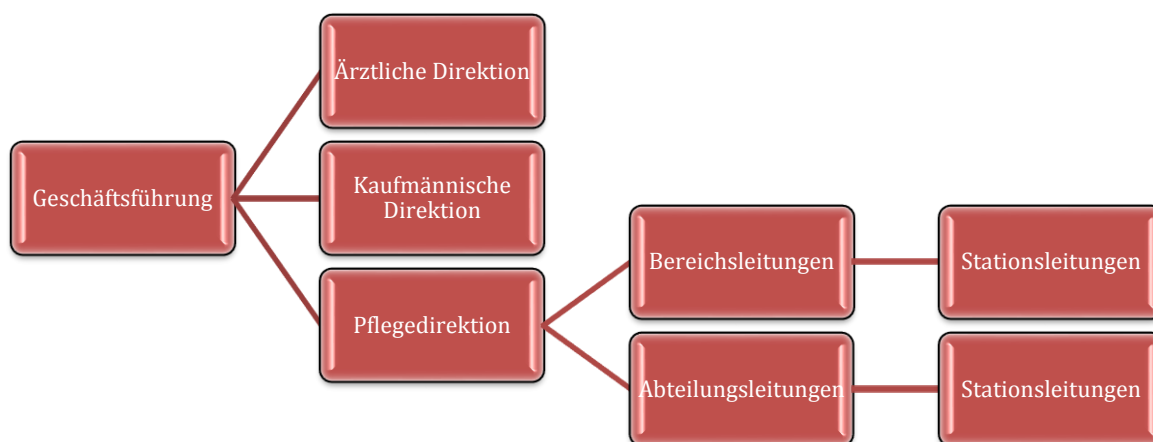 Geschäftsführung
Ärztliche Direktion
Kaufmännische
Direktion
Pflegedirektion
Bereichsleitungen
Stationsleitungen
Abteilungsleitungen
Stationsleitungen